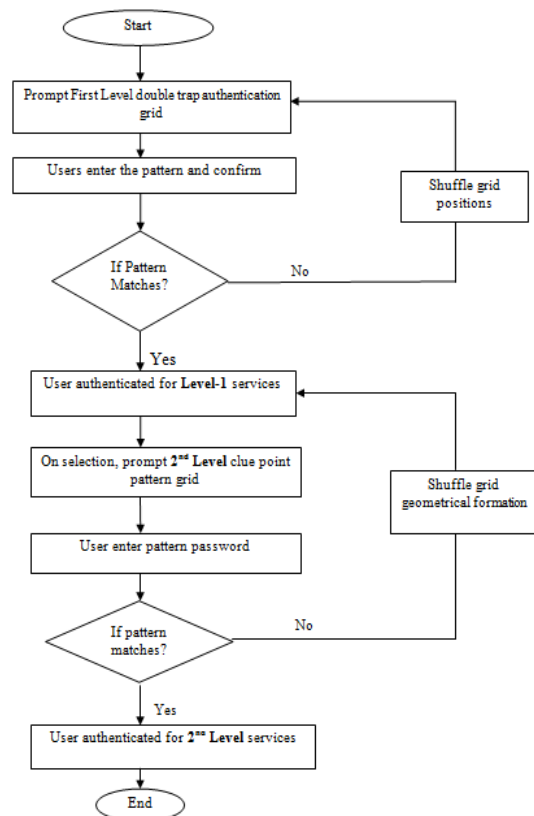 Start
Prompt First Level double trap authentication
grid
Users enter the pattern and confirm
Shuffle grid
positions
If Pattern
Matches?
No
Yes
User authenticated for Level-1 services
On selection, prompt 2nd Level clue point
pattern grid
Shuffle grid
geometrical formation
User enter pattern password
If pattern
matches?
No
Yes
User authenticated for 2nd Level services
End